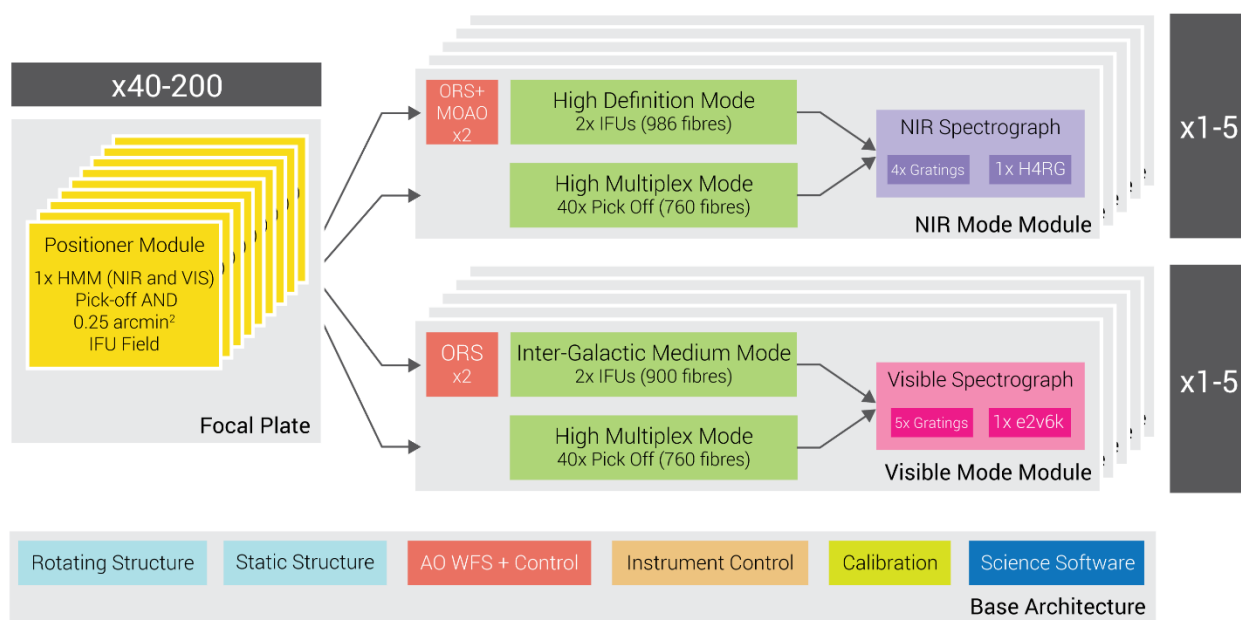 x40-200
Positioner Module
1x HMM (NIR and VIS)
Pick-off AND
0.25 arcmin²
IFU Field
Focal Plate
ORS+
MOAO
x2
High Definition Mode
2x IFUs (986 fibres)
High Multiplex Mode
40x Pick Off (760 fibres)
NIR Spectrograph
4x Gratings
1x H4RG
NIR Mode Module
x1-5
ORS
x2
Inter-Galactic Medium Mode
2x IFUs (900 fibres)
High Multiplex Mode
40x Pick Off (760 fibres)
Visible Spectrograph
5x Gratings
1x e2v6k
Visible Mode Module
x1-5
Rotating Structure
Static Structure
AO WFS + Control
Instrument Control
Calibration
Science Software
Base Architecture